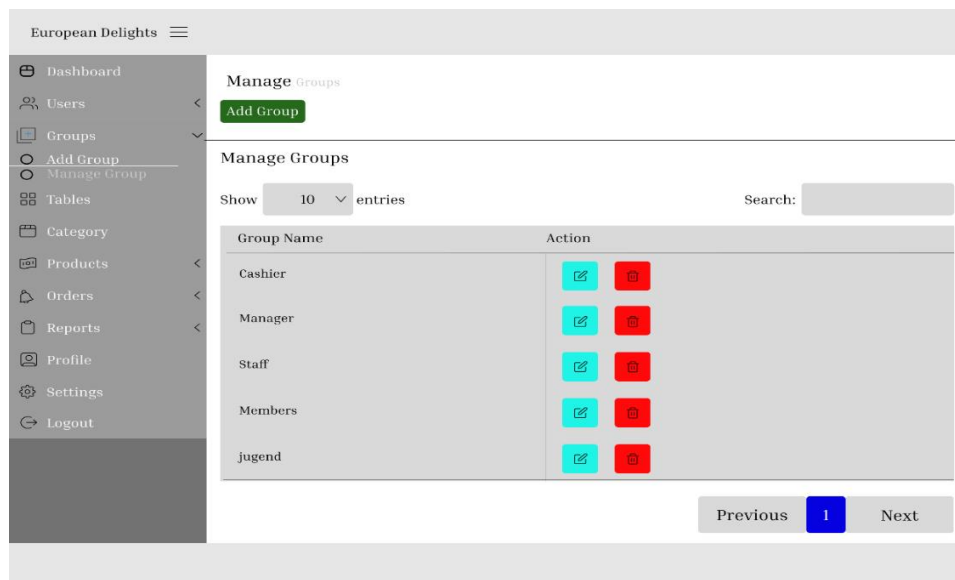 European Delights
Dashboard
Users
Groups
Add Group
Manage Group
Tables
Category
Products
Orders
Reports
Profile
Settings
Logout
Manage Groups
Add Group
Manage Groups
Show 10 entries Search:
Group Name Action
Cashier
Manager
Staff
Members
jugend
Previous 1 Next